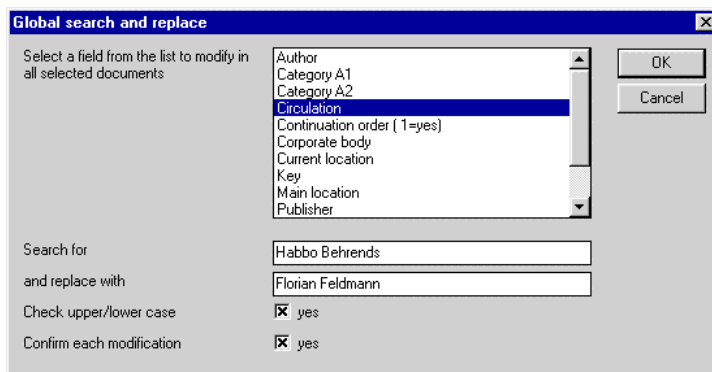 Global search and replace
Select a field from the list to modify in
all selected documents
Author
Category A1
Category A2
Circulation
Continuation order ( 1=yes)
Corporate body
Current location
Key
Main location
Publisher
OK
Cancel
Search for
Habbo Behrends
and replace with
Florian Feldmann
Check upper/lower case
yes
Confirm each modification
yes